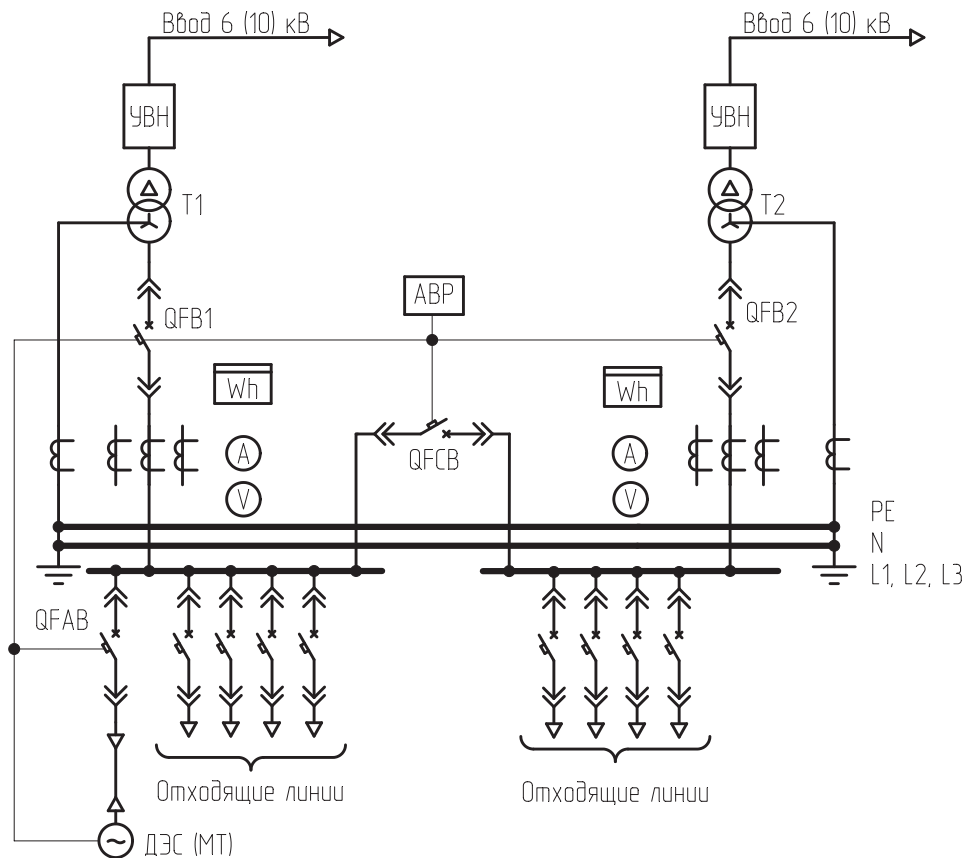 Ввод 6 (10) кВ
Ввод 6 (10) кВ
УВН
УВН
T1
T2
АВР
QFB1
QFB2
Wh
Wh
QFCB
A
A
V
V
PE
N
L1, L2, L3
QFAB
Отходящие линии
Отходящие линии
ДЭС (МТ)